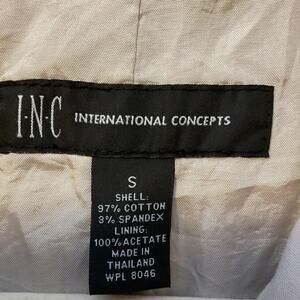 I·N·C INTERNATIONAL CONCEPTS
S
SHELL:
97% COTTON
3% SPANDEX
LINING:
100% ACETATE
MADE IN
THAILAND
WPL 8046